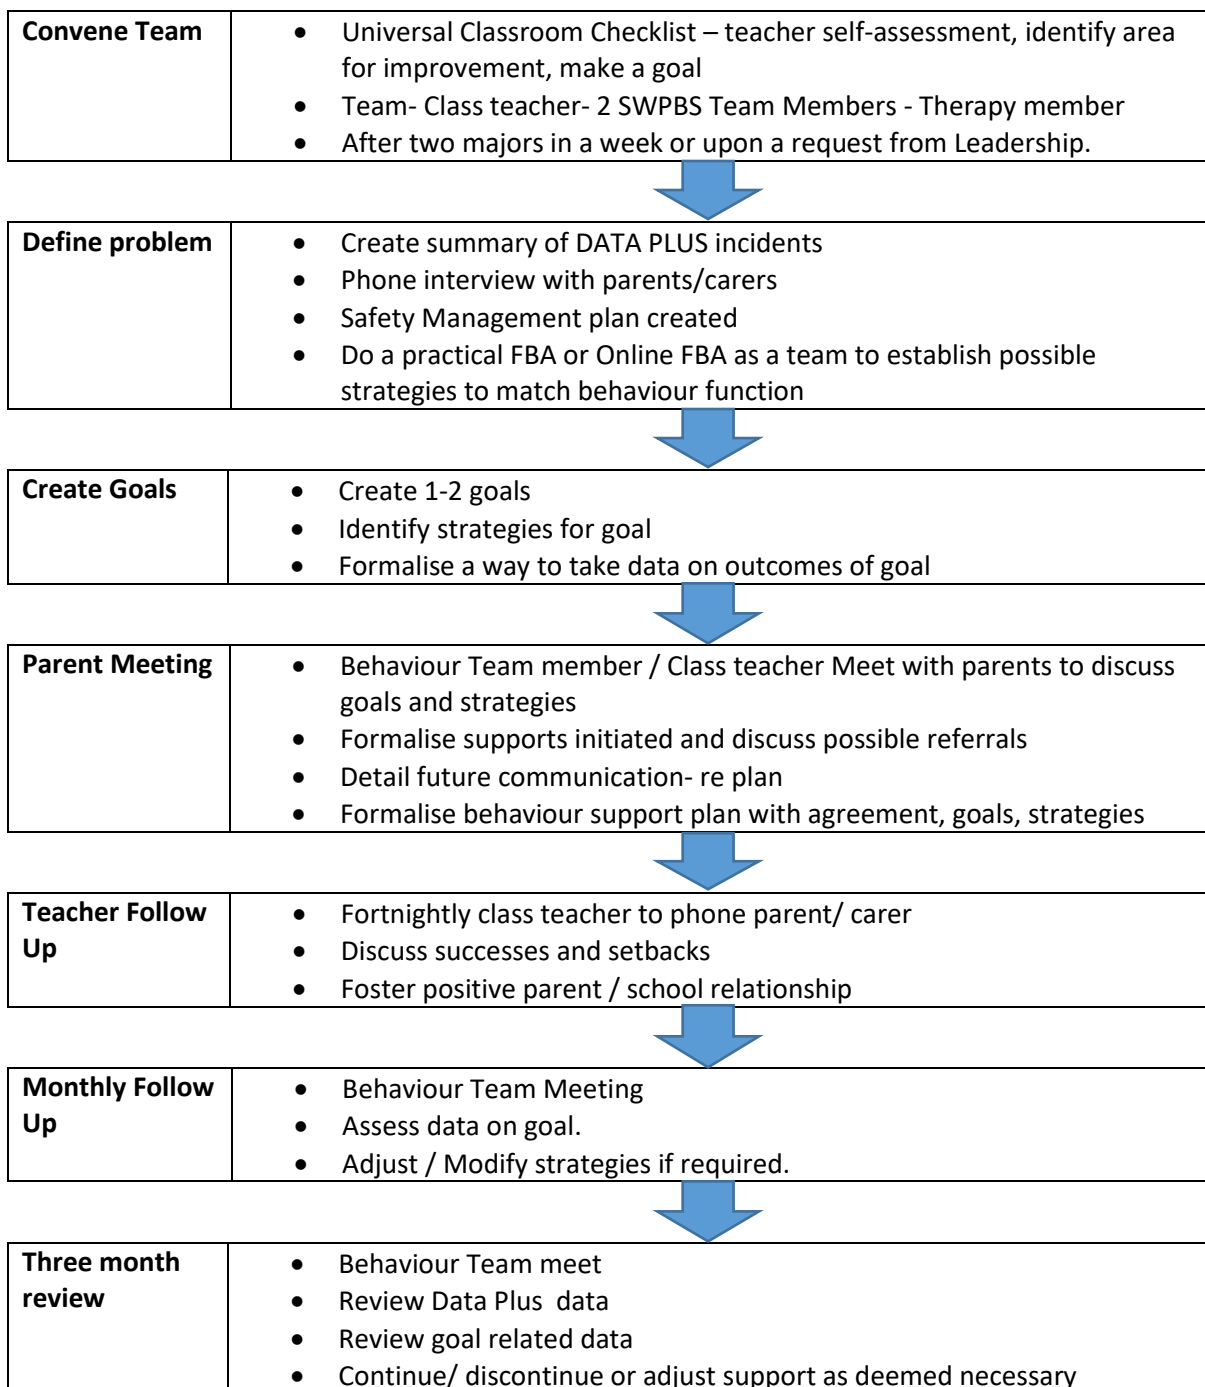 Convene Team
• Universal Classroom Checklist – teacher self-assessment, identify area
for improvement, make a goal
• Team- Class teacher- 2 SWPBS Team Members - Therapy member
• After two majors in a week or upon a request from Leadership.
Define problem
• Create summary of DATA PLUS incidents
• Phone interview with parents/carers
• Safety Management plan created
• Do a practical FBA or Online FBA as a team to establish possible
strategies to match behaviour function
Create Goals
• Create 1-2 goals
• Identify strategies for goal
• Formalise a way to take data on outcomes of goal
Parent Meeting
• Behaviour Team member / Class teacher Meet with parents to discuss
goals and strategies
• Formalise supports initiated and discuss possible referrals
• Detail future communication- re plan
• Formalise behaviour support plan with agreement, goals, strategies
Teacher Follow
Up
• Fortnightly class teacher to phone parent/ carer
• Discuss successes and setbacks
• Foster positive parent / school relationship
Monthly Follow
Up
• Behaviour Team Meeting
• Assess data on goal.
• Adjust / Modify strategies if required.
Three month
review
• Behaviour Team meet
• Review Data Plus  data
• Review goal related data
• Continue/ discontinue or adjust support as deemed necessary